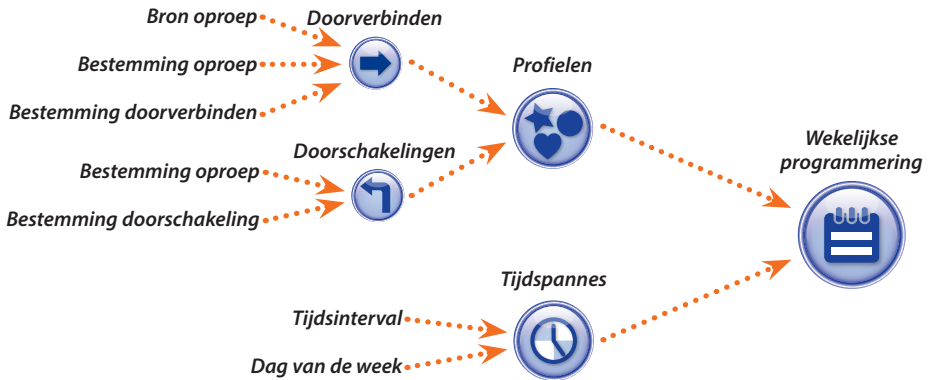 Bron oproep
Doorverbinden
Bestemming oproep
Bestemming doorverbinden
Profielen
Doorschakelingen
Bestemming oproep
Bestemming doorschakeling
Wekelijkse
programmering
Tijdspannes
Tijdsinterval
Dag van de week